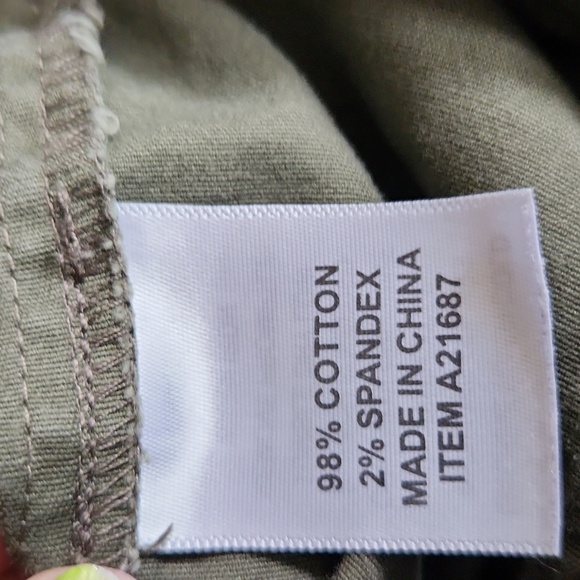 98% COTTON
2% SPANDEX
MADE IN CHINA
ITEM A21687